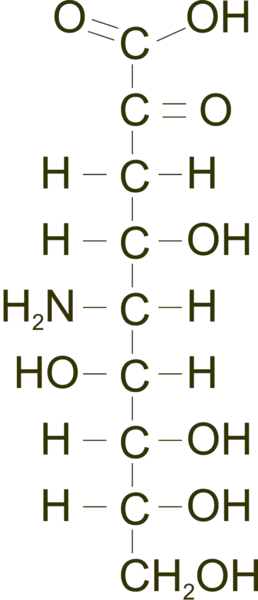 O OH
C
C O
H C H
H C OH
H₂N C H
HO C H
H C OH
H C OH
CH₂OH